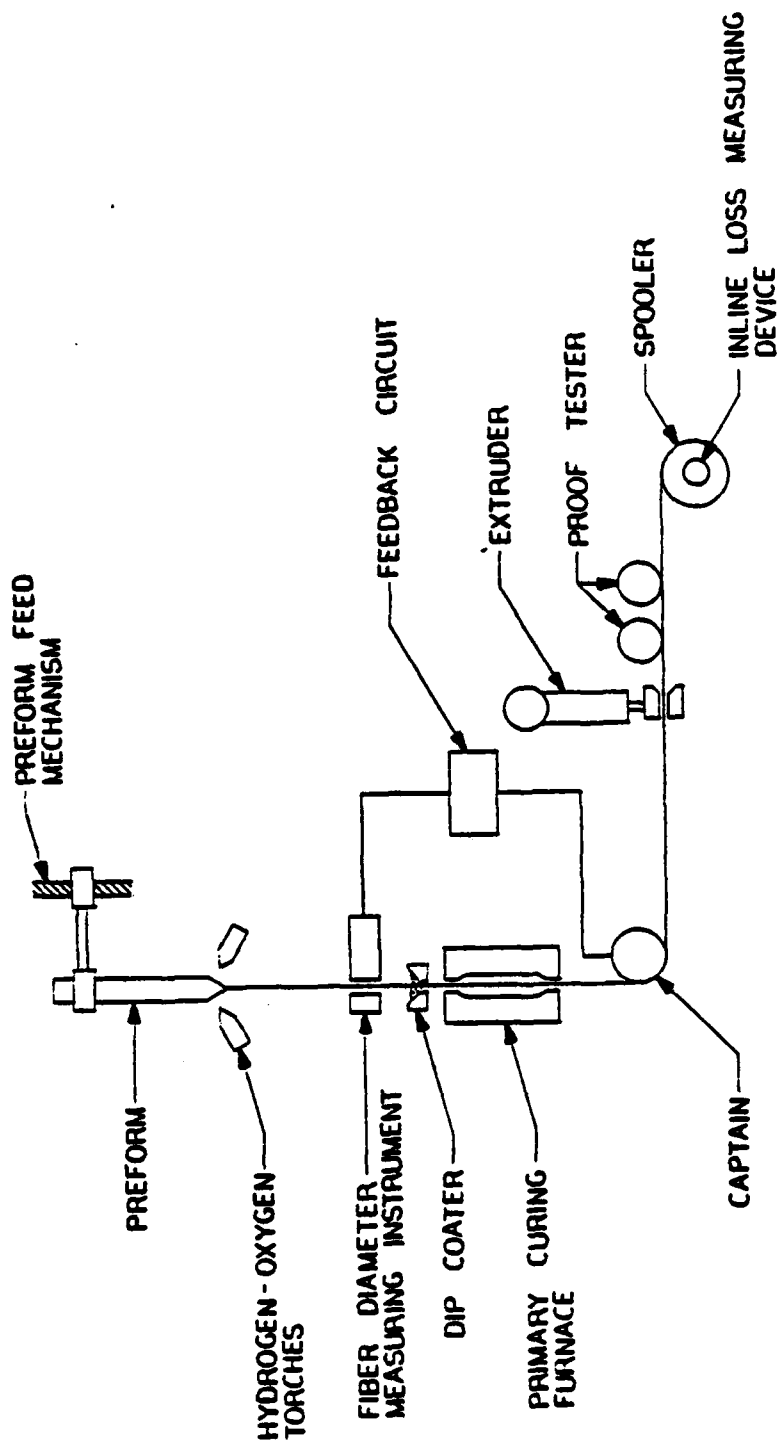 PREFORM FEED
MECHANISM
PREFORM
HYDROGEN-OXYGEN
TORCHES
FIBER DIAMETER
MEASURING INSTRUMENT
DIP COATER
PRIMARY CURING
FURNACE
CAPTAIN
FEEDBACK CIRCUIT
EXTRUDER
PROOF TESTER
SPOOLER
INLINE LOSS MEASURING
DEVICE